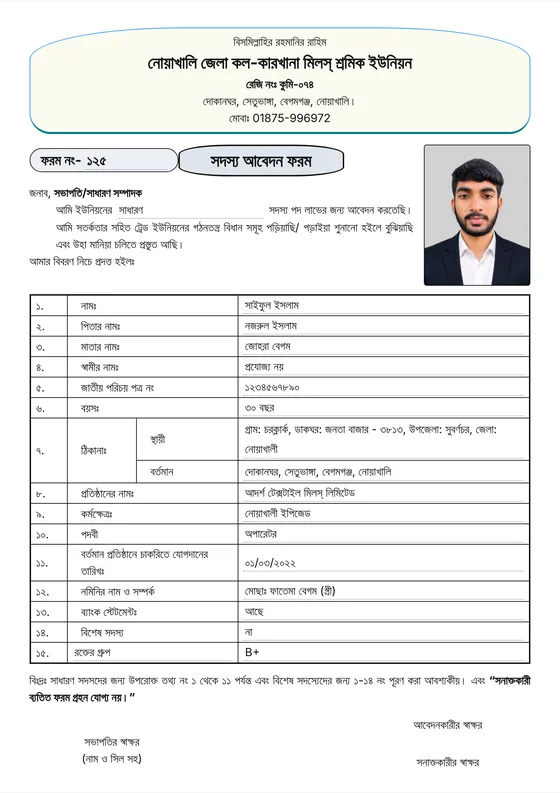 বিসমিল্লাহির রহমানির রাহিম
নোয়াখালি জেলা কল-কারখানা মিলস্ শ্রমিক ইউনিয়ন
রেজি নংঃ কুমি-০৭৪
দোকানঘর, সেতুভাঙ্গা, বেগমগঞ্জ, নোয়াখালি।
মোবাঃ 01875-996972
ফরম নং- ১২৫
সদস্য আবেদন ফরম
জনাব, সভাপতি/সাধারণ সম্পাদক
আমি ইউনিয়নের সাধারণ সদস্য পদ লাভের জন্য আবেদন করতেছি।
আমি সতর্কতার সহিত ট্রেড ইউনিয়নের গঠনতন্ত্র বিধান সমূহ পড়িয়াছি/ পড়াইয়া শুনানো হইলে বুঝিয়াছি
এবং উহা মানিয়া চলিতে প্রস্তুত আছি।
আমার বিবরণ নিচে প্রদত্ত হইলঃ
১. নামঃ সাইফুল ইসলাম
২. পিতার নামঃ নজরুল ইসলাম
৩. মাতার নামঃ জোহরা বেগম
৪. স্বামীর নামঃ প্রযোজ্য নয়
৫. জাতীয় পরিচয় পত্র নং ১২৩৪৫৬৭৮৯০
৬. বয়সঃ ৩০ বছর
৭. ঠিকানাঃ স্থায়ী গ্রাম: চরক্লার্ক, ডাকঘর: জনতা বাজার - ৩৮১৩, উপজেলা: সুবর্ণচর, জেলা:
নোয়াখালী
বর্তমান দোকানঘর, সেতুভাঙ্গা, বেগমগঞ্জ, নোয়াখালি
৮. প্রতিষ্ঠানের নামঃ আদর্শ টেক্সটাইল মিলস্ লিমিটেড
৯. কর্মক্ষেত্রঃ নোয়াখালী ইপিজেড
১০. পদবী অপারেটর
১১. বর্তমান প্রতিষ্ঠানে চাকরিতে যোগদানের
তারিখঃ ০১/০৩/২০২২
১২. নমিনির নাম ও সম্পর্ক মোছাঃ ফাতেমা বেগম (স্ত্রী)
১৩. ব্যাংক স্টেটমেন্টঃ আছে
১৪. বিশেষ সদস্য না
১৫. রক্তের গ্রুপ B+
বিঃদ্রঃ সাধারণ সদসদের জন্য উপরোক্ত তথ্য নং ১ থেকে ১১ পর্যন্ত এবং বিশেষ সদস্যেদের জন্য ১-১৪ নং পূরণ করা আবশ্যকীয়। এবং “সনাক্তকারী
ব্যতিত ফরম গ্রহন যোগ্য নয়।”
আবেদনকারীর স্বাক্ষর
সভাপতির স্বাক্ষর
(নাম ও সিল সহ)
সনাক্তকারীর স্বাক্ষর